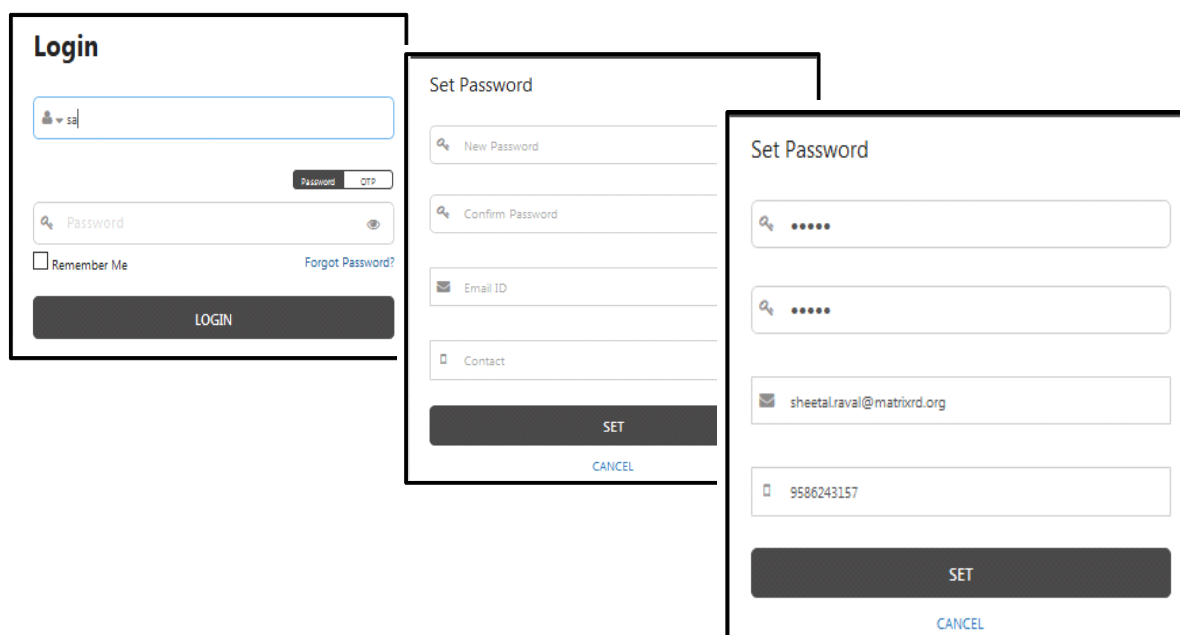 Login
sa
Password OTP
Password
Remember Me Forgot Password?
LOGIN
Set Password
New Password
Confirm Password
Email ID
Contact
SET
CANCEL
Set Password
•••••
•••••
sheetal.raval@matrixrd.org
9586243157
SET
CANCEL